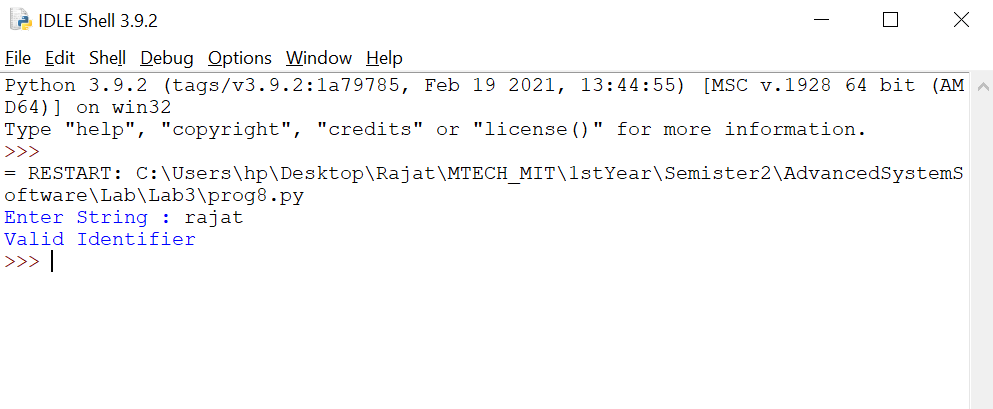 IDLE Shell 3.9.2
File Edit Shell Debug Options Window Help
Python 3.9.2 (tags/v3.9.2:1a79785, Feb 19 2021, 13:44:55) [MSC v.1928 64 bit (AM
D64)] on win32
Type "help", "copyright", "credits" or "license()" for more information.
>>>
= RESTART: C:\Users\hp\Desktop\Rajat\MTECH_MIT\1stYear\Semister2\AdvancedSystemS
oftware\Lab\Lab3\prog8.py
Enter String : rajat
Valid Identifier
>>>